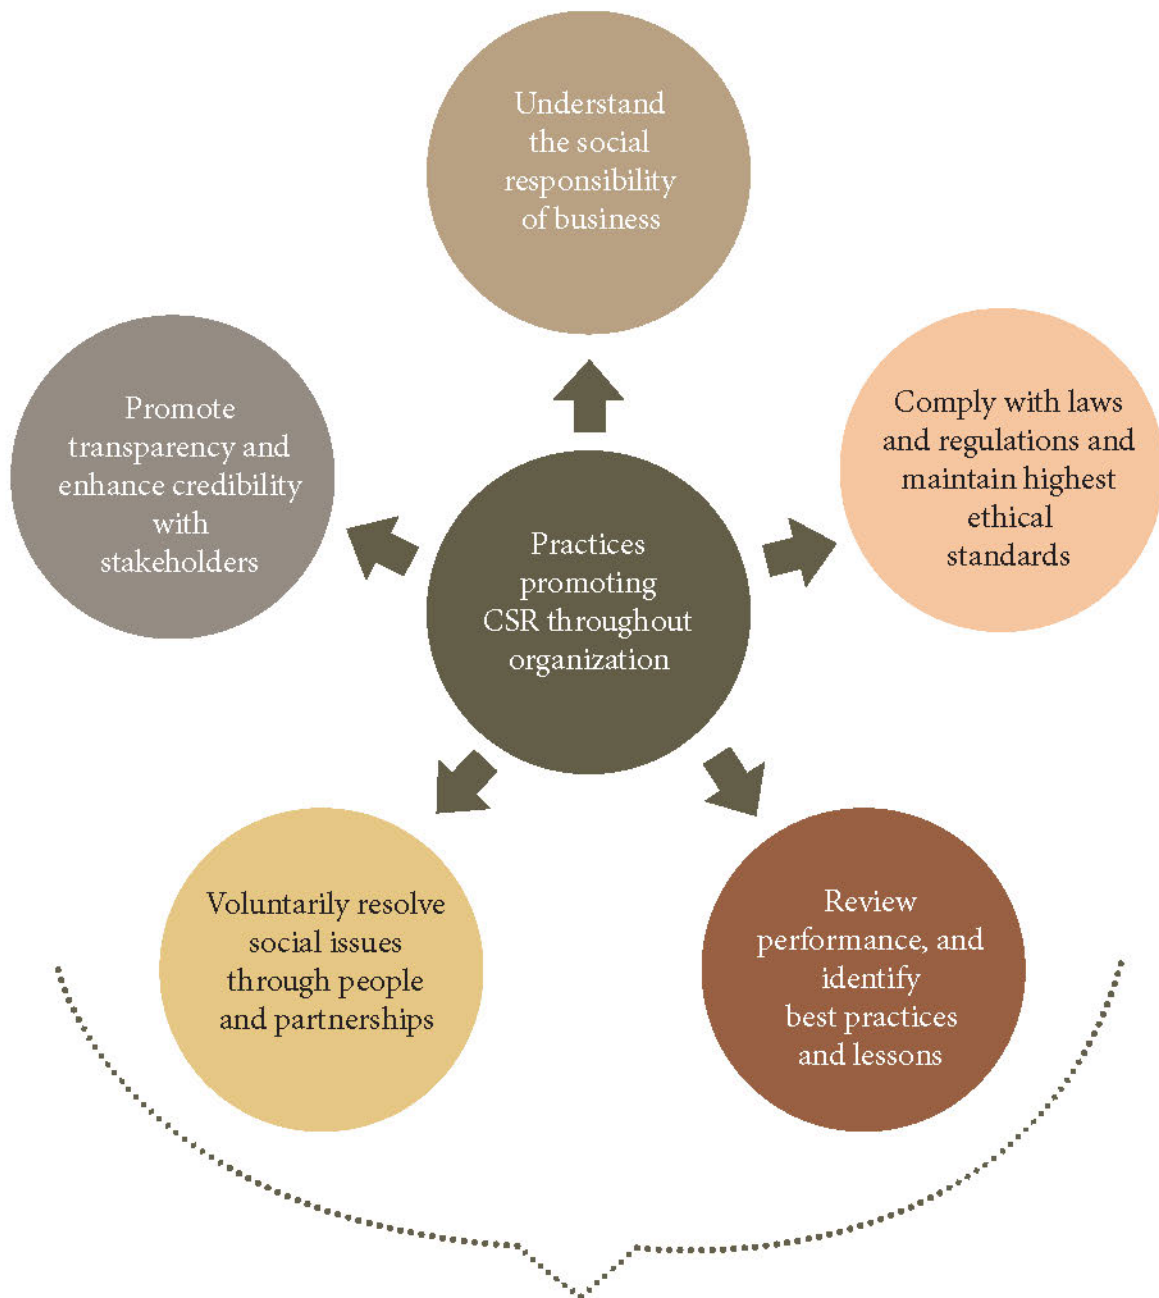 Understand
the social
responsibility
of business
Promote
transparency and
enhance credibility
with
stakeholders
Comply with laws
and regulations and
maintain highest
ethical
standards
Practices
promoting
CSR throughout
organization
Voluntarily resolve
social issues
through people
and partnerships
Review
performance, and
identify
best practices
and lessons